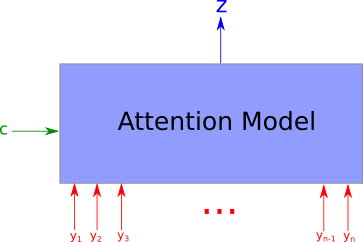 z
Attention Model
c
y1 y2 y3 ... yn-1 yn